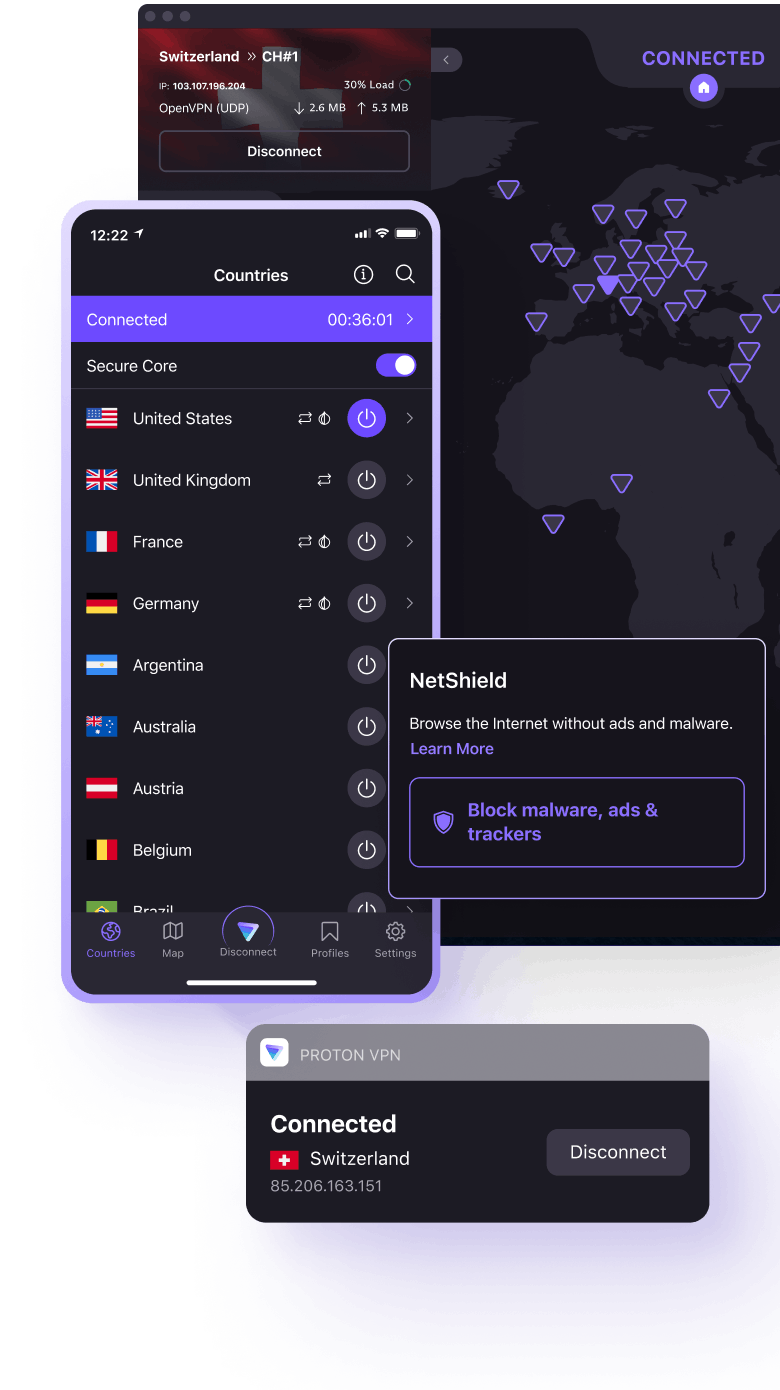 Switzerland » CH#1
CONNECTED
IP: 103.107.196.204 30% Load
OpenVPN (UDP) ↓ 2.6 MB ↑ 5.3 MB
Disconnect
12:22
Countries
Connected 00:36:01
Secure Core
United States
United Kingdom
France
Germany
Argentina
Australia
Austria
Belgium
Brazil
Countries Map Disconnect Profiles Settings
NetShield
Browse the Internet without ads and malware.
Learn More
Block malware, ads &
trackers
PROTON VPN
Connected
Switzerland
85.206.163.151
Disconnect